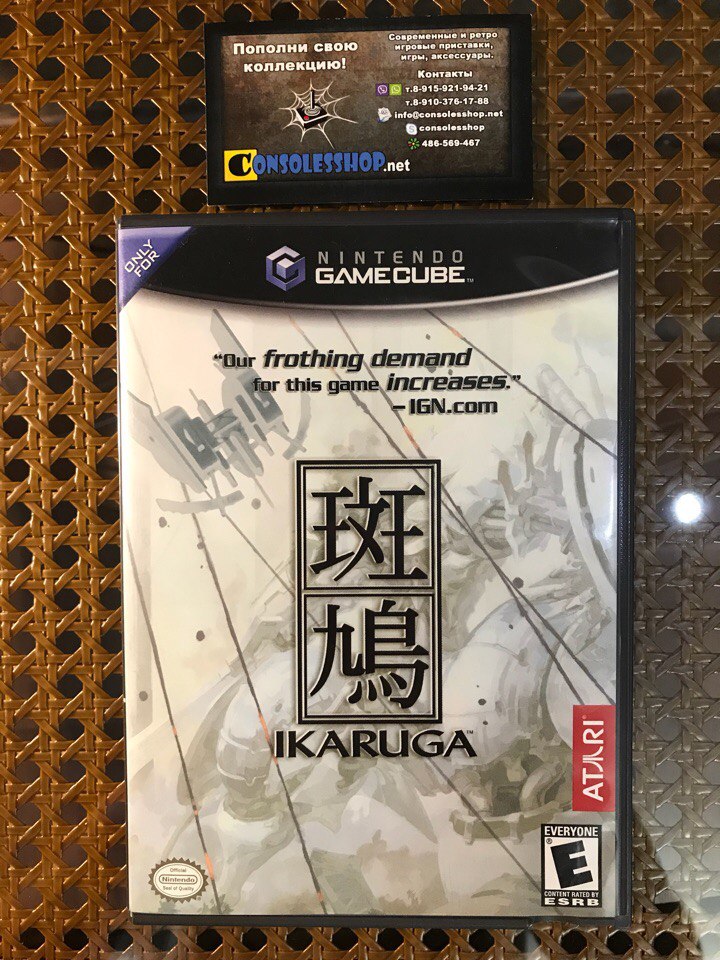 Пополни свою
коллекцию!
Современные и ретро
игровые приставки,
игры, аксессуары.
Контакты
т.8-915-921-94-21
т.8-910-376-17-88
info@consolesshop.net
consolesshop
486-569-467
CONSOLESSHOP.net
ONLY
FOR
NINTENDO
GAMECUBE™
"Our frothing demand
for this game increases."
– IGN.com
斑
鳩
IKARUGA™
ATARI®
EVERYONE
E®
CONTENT RATED BY
ESRB
Official
Nintendo
Seal of Quality